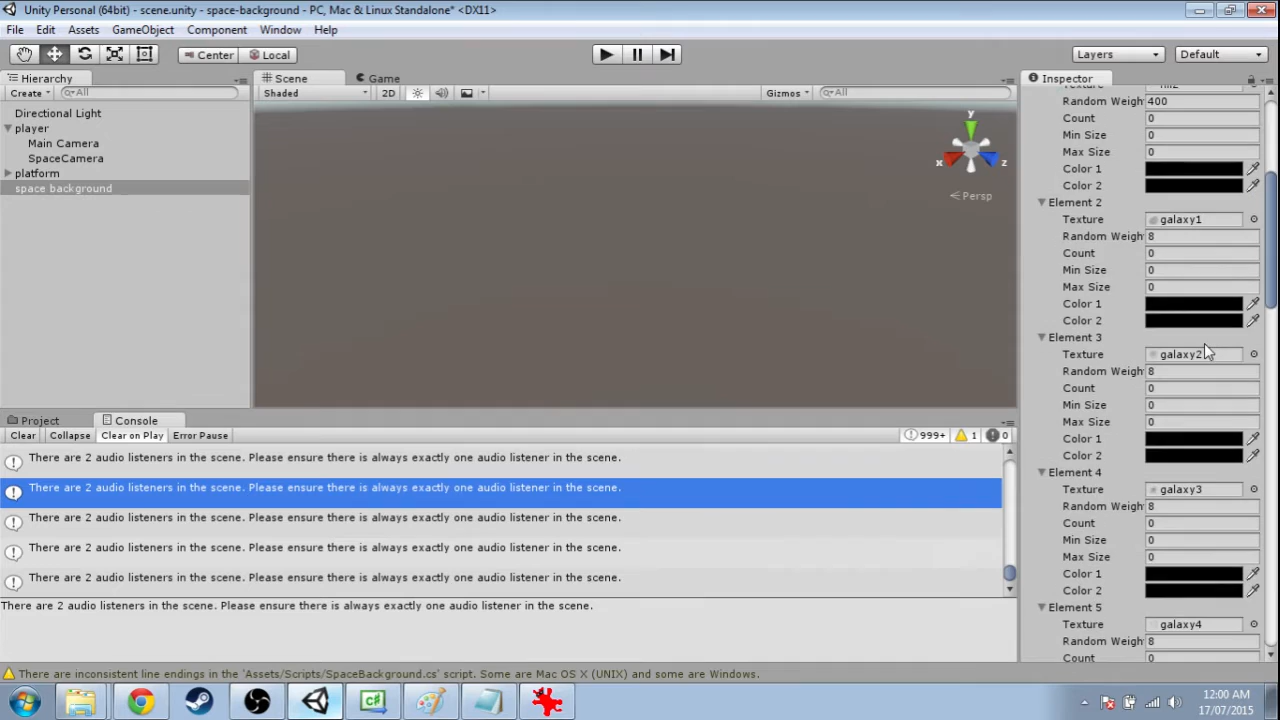 Unity Personal (64bit) - scene.unity - space-background - PC, Mac & Linux Standalone* <DX11>
File Edit Assets GameObject Component Window Help
Center Local Layers Default
Hierarchy Scene Game Inspector
Create All Shaded 2D Gizmos All
Directional Light
player
Main Camera
SpaceCamera
platform
space background
y
x z
Persp
Texture
Random Weigh 400
Count 0
Min Size 0
Max Size 0
Color 1
Color 2
Element 2
Texture galaxy1
Random Weigh 8
Count 0
Min Size 0
Max Size 0
Color 1
Color 2
Element 3
Texture galaxy2
Random Weigh 8
Count 0
Min Size 0
Max Size 0
Color 1
Color 2
Element 4
Texture galaxy3
Random Weigh 8
Count 0
Min Size 0
Max Size 0
Color 1
Color 2
Element 5
Texture galaxy4
Random Weigh 8
Count 0
Project Console
Clear Collapse Clear on Play Error Pause 999+ 1 0
There are 2 audio listeners in the scene. Please ensure there is always exactly one audio listener in the scene.
There are 2 audio listeners in the scene. Please ensure there is always exactly one audio listener in the scene.
There are 2 audio listeners in the scene. Please ensure there is always exactly one audio listener in the scene.
There are 2 audio listeners in the scene. Please ensure there is always exactly one audio listener in the scene.
There are 2 audio listeners in the scene. Please ensure there is always exactly one audio listener in the scene.
There are 2 audio listeners in the scene. Please ensure there is always exactly one audio listener in the scene.
There are inconsistent line endings in the 'Assets/Scripts/SpaceBackground.cs' script. Some are Mac OS X (UNIX) and some are Windows.
C#
12:00 AM
17/07/2015